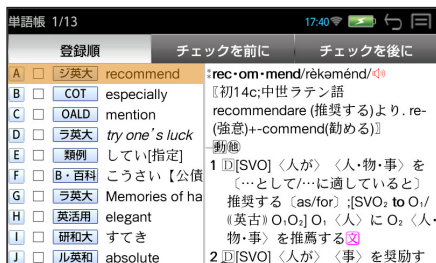 単語帳 1/13 17:40
登録順 チェックを前に チェックを後に
A ジ英大 recommend
B COT especially
C OALD mention
D ラ英大 try one's luck
E 類例 してい[指定]
F B・百科 こうさい【公債
G ラ英大 Memories of ha
H 英活用 elegant
I 研和大 すてき
J ル英和 absolute
rec・om・mend/rèkəménd/
〖初14c;中世ラテン語
recommendare (推奨する)より. re-
(強意)+-commend(勧める)〗
動他
1 D[SVO]〈人が〉〈人・物・事〉を
〔…として/…に適していると〕
推奨する〔as/for〕;[SVO₂ to O₁/
《英古》O₁O₂] O₁〈人〉に O₂〈人・
物・事〉を推薦する文
2 D[SVO]〈人が〉〈事〉を奨励す